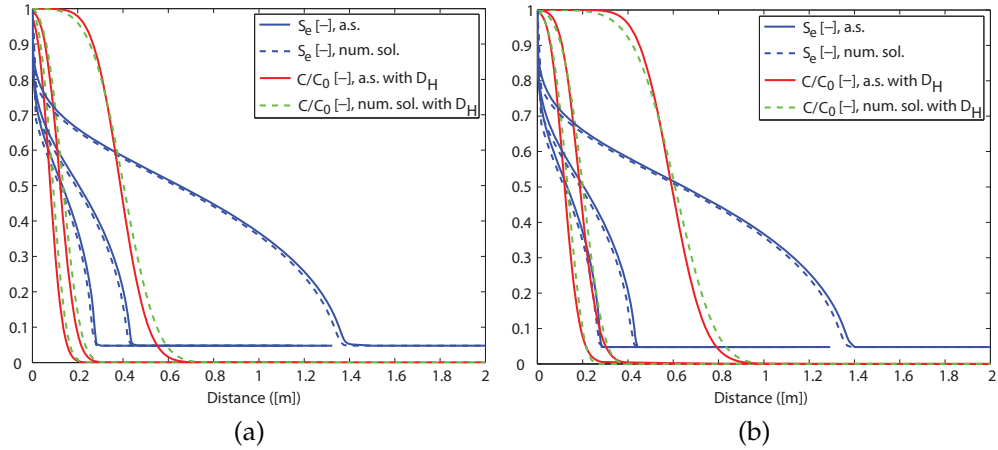 S_e [−], a.s.
S_e [−], num. sol.
C/C_0 [−], a.s. with D_H
C/C_0 [−], num. sol. with D_H
1
0.9
0.8
0.7
0.6
0.5
0.4
0.3
0.2
0.1
0
0 0.2 0.4 0.6 0.8 1 1.2 1.4 1.6 1.8 2
Distance ([m])
(a)
S_e [−], a.s.
S_e [−], num. sol.
C/C_0 [−], a.s. with D_H
C/C_0 [−], num. sol. with D_H
1
0.9
0.8
0.7
0.6
0.5
0.4
0.3
0.2
0.1
0
0 0.2 0.4 0.6 0.8 1 1.2 1.4 1.6 1.8 2
Distance ([m])
(b)